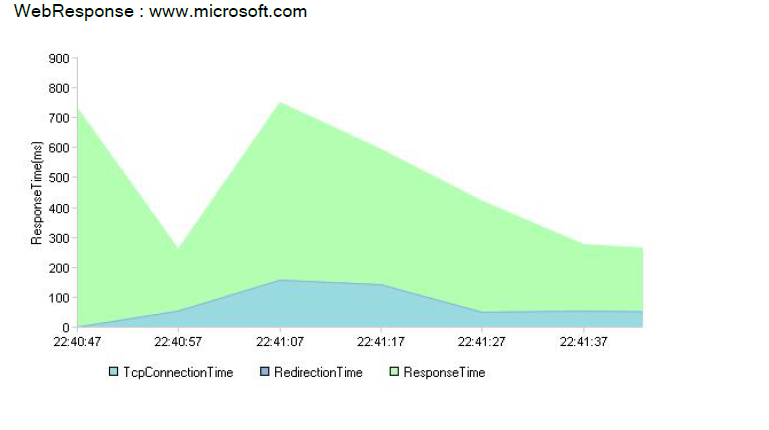 WebResponse : www.microsoft.com
900
800
700
600
500
400
300
200
100
0
ResponseTime(ms)
22:40:47 22:40:57 22:41:07 22:41:17 22:41:27 22:41:37
TcpConnectionTime RedirectionTime ResponseTime